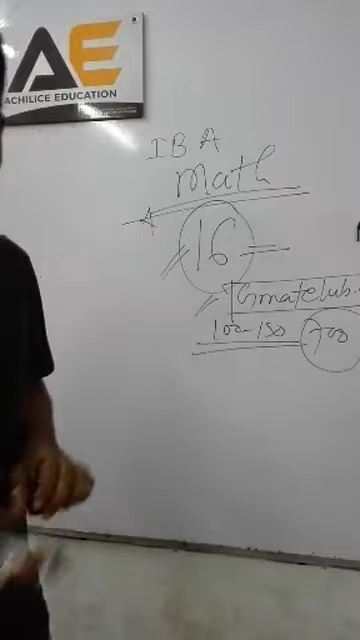 AE
ACHILICE EDUCATION
IBA
Math
16
Gmatclub.
100-150 700